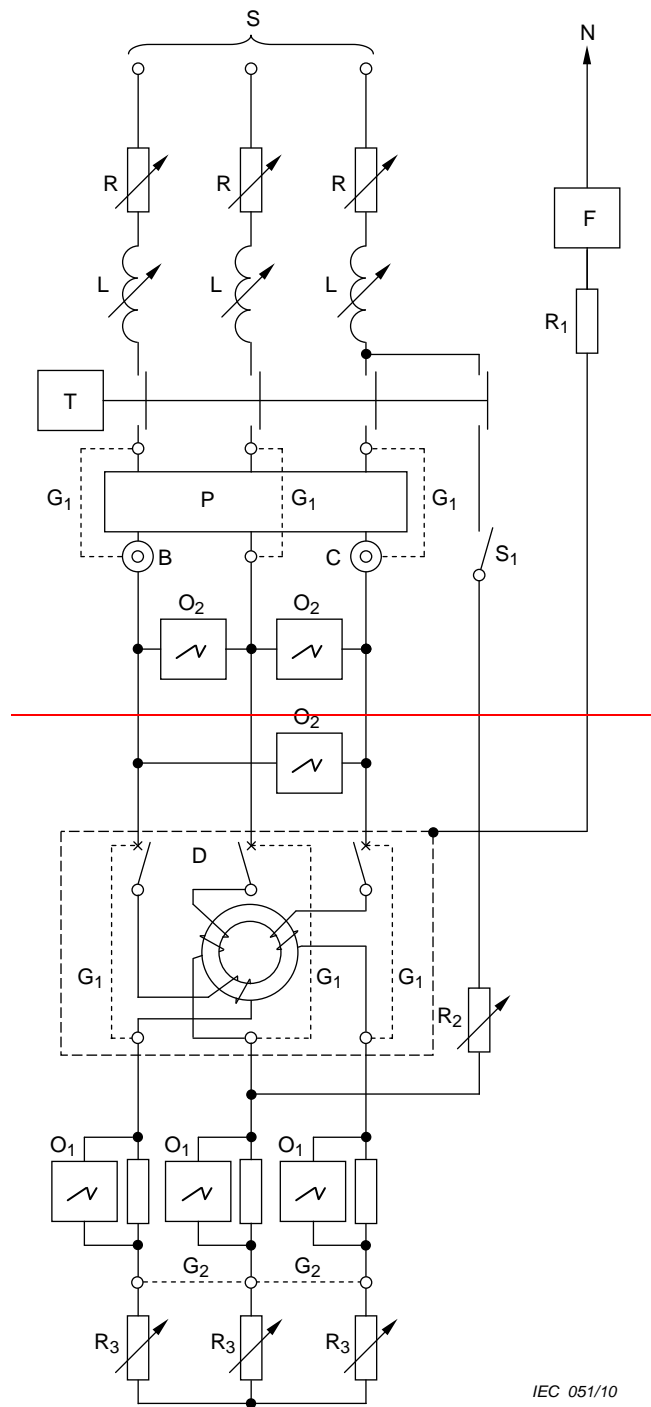 S
N
R R R
F
L L L
R1
T
G1 P G1 G1
B C S1
O2 O2
O2
D
G1 G1 G1
R2
O1 O1 O1
G2 G2
R3 R3 R3
IEC 051/10